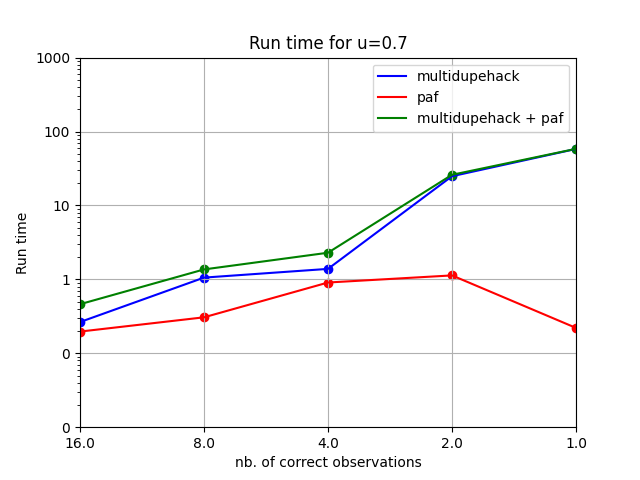 Run time for u=0.7
1000
100
10
1
0
0
Run time
multidupehack
paf
multidupehack + paf
16.0 8.0 4.0 2.0 1.0
nb. of correct observations